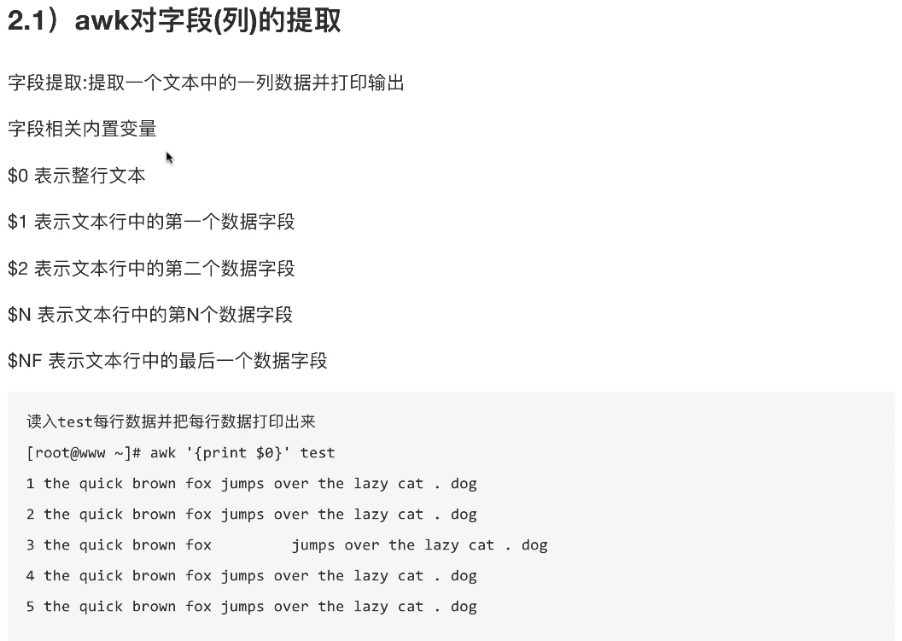 2.1）awk对字段(列)的提取
字段提取:提取一个文本中的一列数据并打印输出
字段相关内置变量
$0 表示整行文本
$1 表示文本行中的第一个数据字段
$2 表示文本行中的第二个数据字段
$N 表示文本行中的第N个数据字段
$NF 表示文本行中的最后一个数据字段
读入test每行数据并把每行数据打印出来
[root@www ~]# awk '{print $0}' test
1 the quick brown fox jumps over the lazy cat . dog
2 the quick brown fox jumps over the lazy cat . dog
3 the quick brown fox         jumps over the lazy cat . dog
4 the quick brown fox jumps over the lazy cat . dog
5 the quick brown fox jumps over the lazy cat . dog